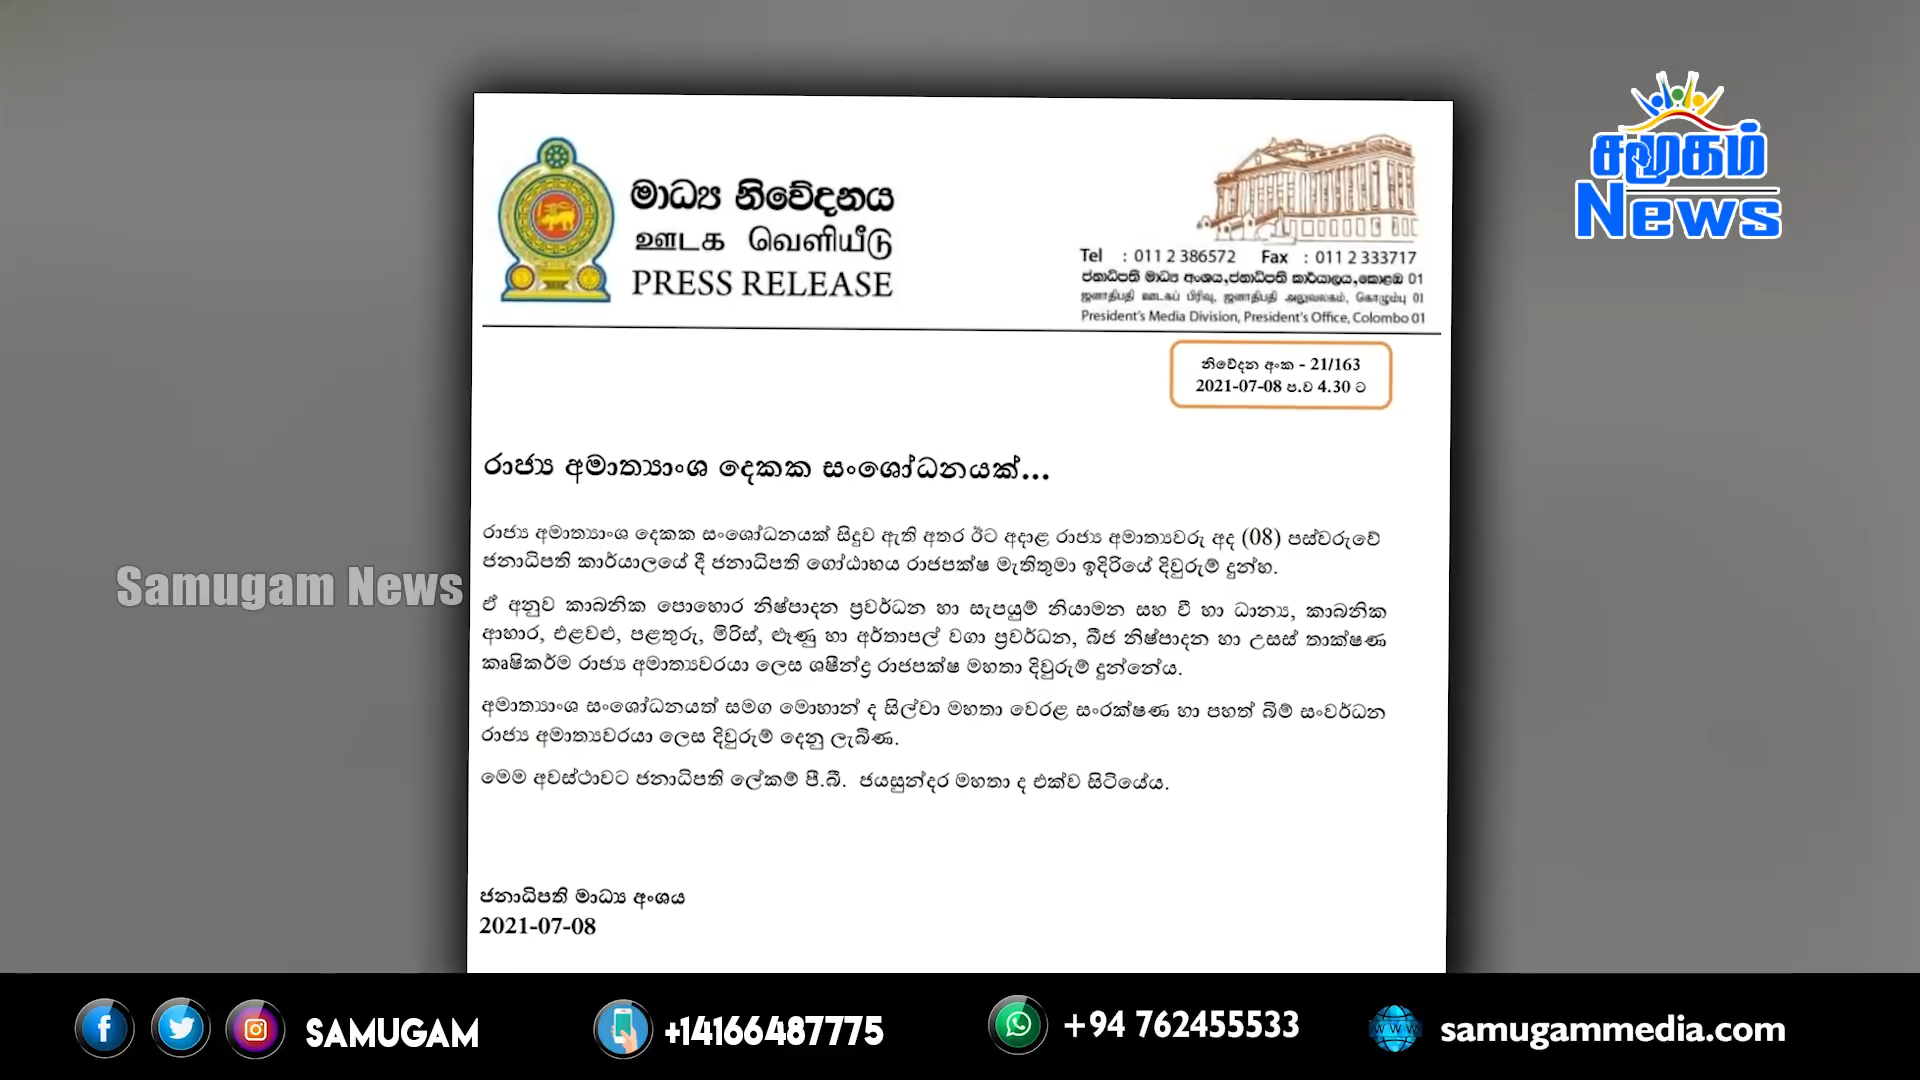 මාධ්‍ය නිවේදනය
ஊடக வெளியீடு
PRESS RELEASE
Tel : 011 2 386572 Fax : 011 2 333717
ජනාධිපති මාධ්‍ය අංශය,ජනාධිපති කාර්යාලය,කොළඹ 01
ஜனாதிபதி ஊடகப் பிரிவு, ஜனாதிபதி அலுவலகம், கொழும்பு 01
President's Media Division, President's Office, Colombo 01
නිවේදන අංක - 21/163
2021-07-08 ප.ව 4.30 ට
රාජ්‍ය අමාත්‍යාංශ දෙකක සංශෝධනයක්...
රාජ්‍ය අමාත්‍යාංශ දෙකක සංශෝධනයක් සිදුව ඇති අතර ඊට අදාළ රාජ්‍ය අමාත්‍යවරු අද (08) පස්වරුවේ
ජනාධිපති කාර්යාලයේ දී ජනාධිපති ගෝඨාභය රාජපක්ෂ මැතිතුමා ඉදිරියේ දිවුරුම් දුන්හ.
ඒ අනුව කාබනික පොහොර නිෂ්පාදන ප්‍රවර්ධන හා සැපයුම් නියාමන සහ වී හා ධාන්‍ය, කාබනික
ආහාර, එළවළු, පළතුරු, මිරිස්, ළූණු හා අර්තාපල් වගා ප්‍රවර්ධන, බීජ නිෂ්පාදන හා උසස් තාක්ෂණ
කෘෂිකර්ම රාජ්‍ය අමාත්‍යවරයා ලෙස ශෂීන්ද්‍ර රාජපක්ෂ මහතා දිවුරුම් දුන්නේය.
අමාත්‍යාංශ සංශෝධනයත් සමග මොහාන් ද සිල්වා මහතා වෙරළ සංරක්ෂණ හා පහත් බිම් සංවර්ධන
රාජ්‍ය අමාත්‍යවරයා ලෙස දිවුරුම් දෙනු ලැබිණ.
මෙම අවස්ථාවට ජනාධිපති ලේකම් පී.බී. ජයසුන්දර මහතා ද එක්ව සිටියේය.
ජනාධිපති මාධ්‍ය අංශය
2021-07-08
Samugam News
சமூகம்
News
SAMUGAM
+14166487775
+94 762455533
www
samugammedia.com